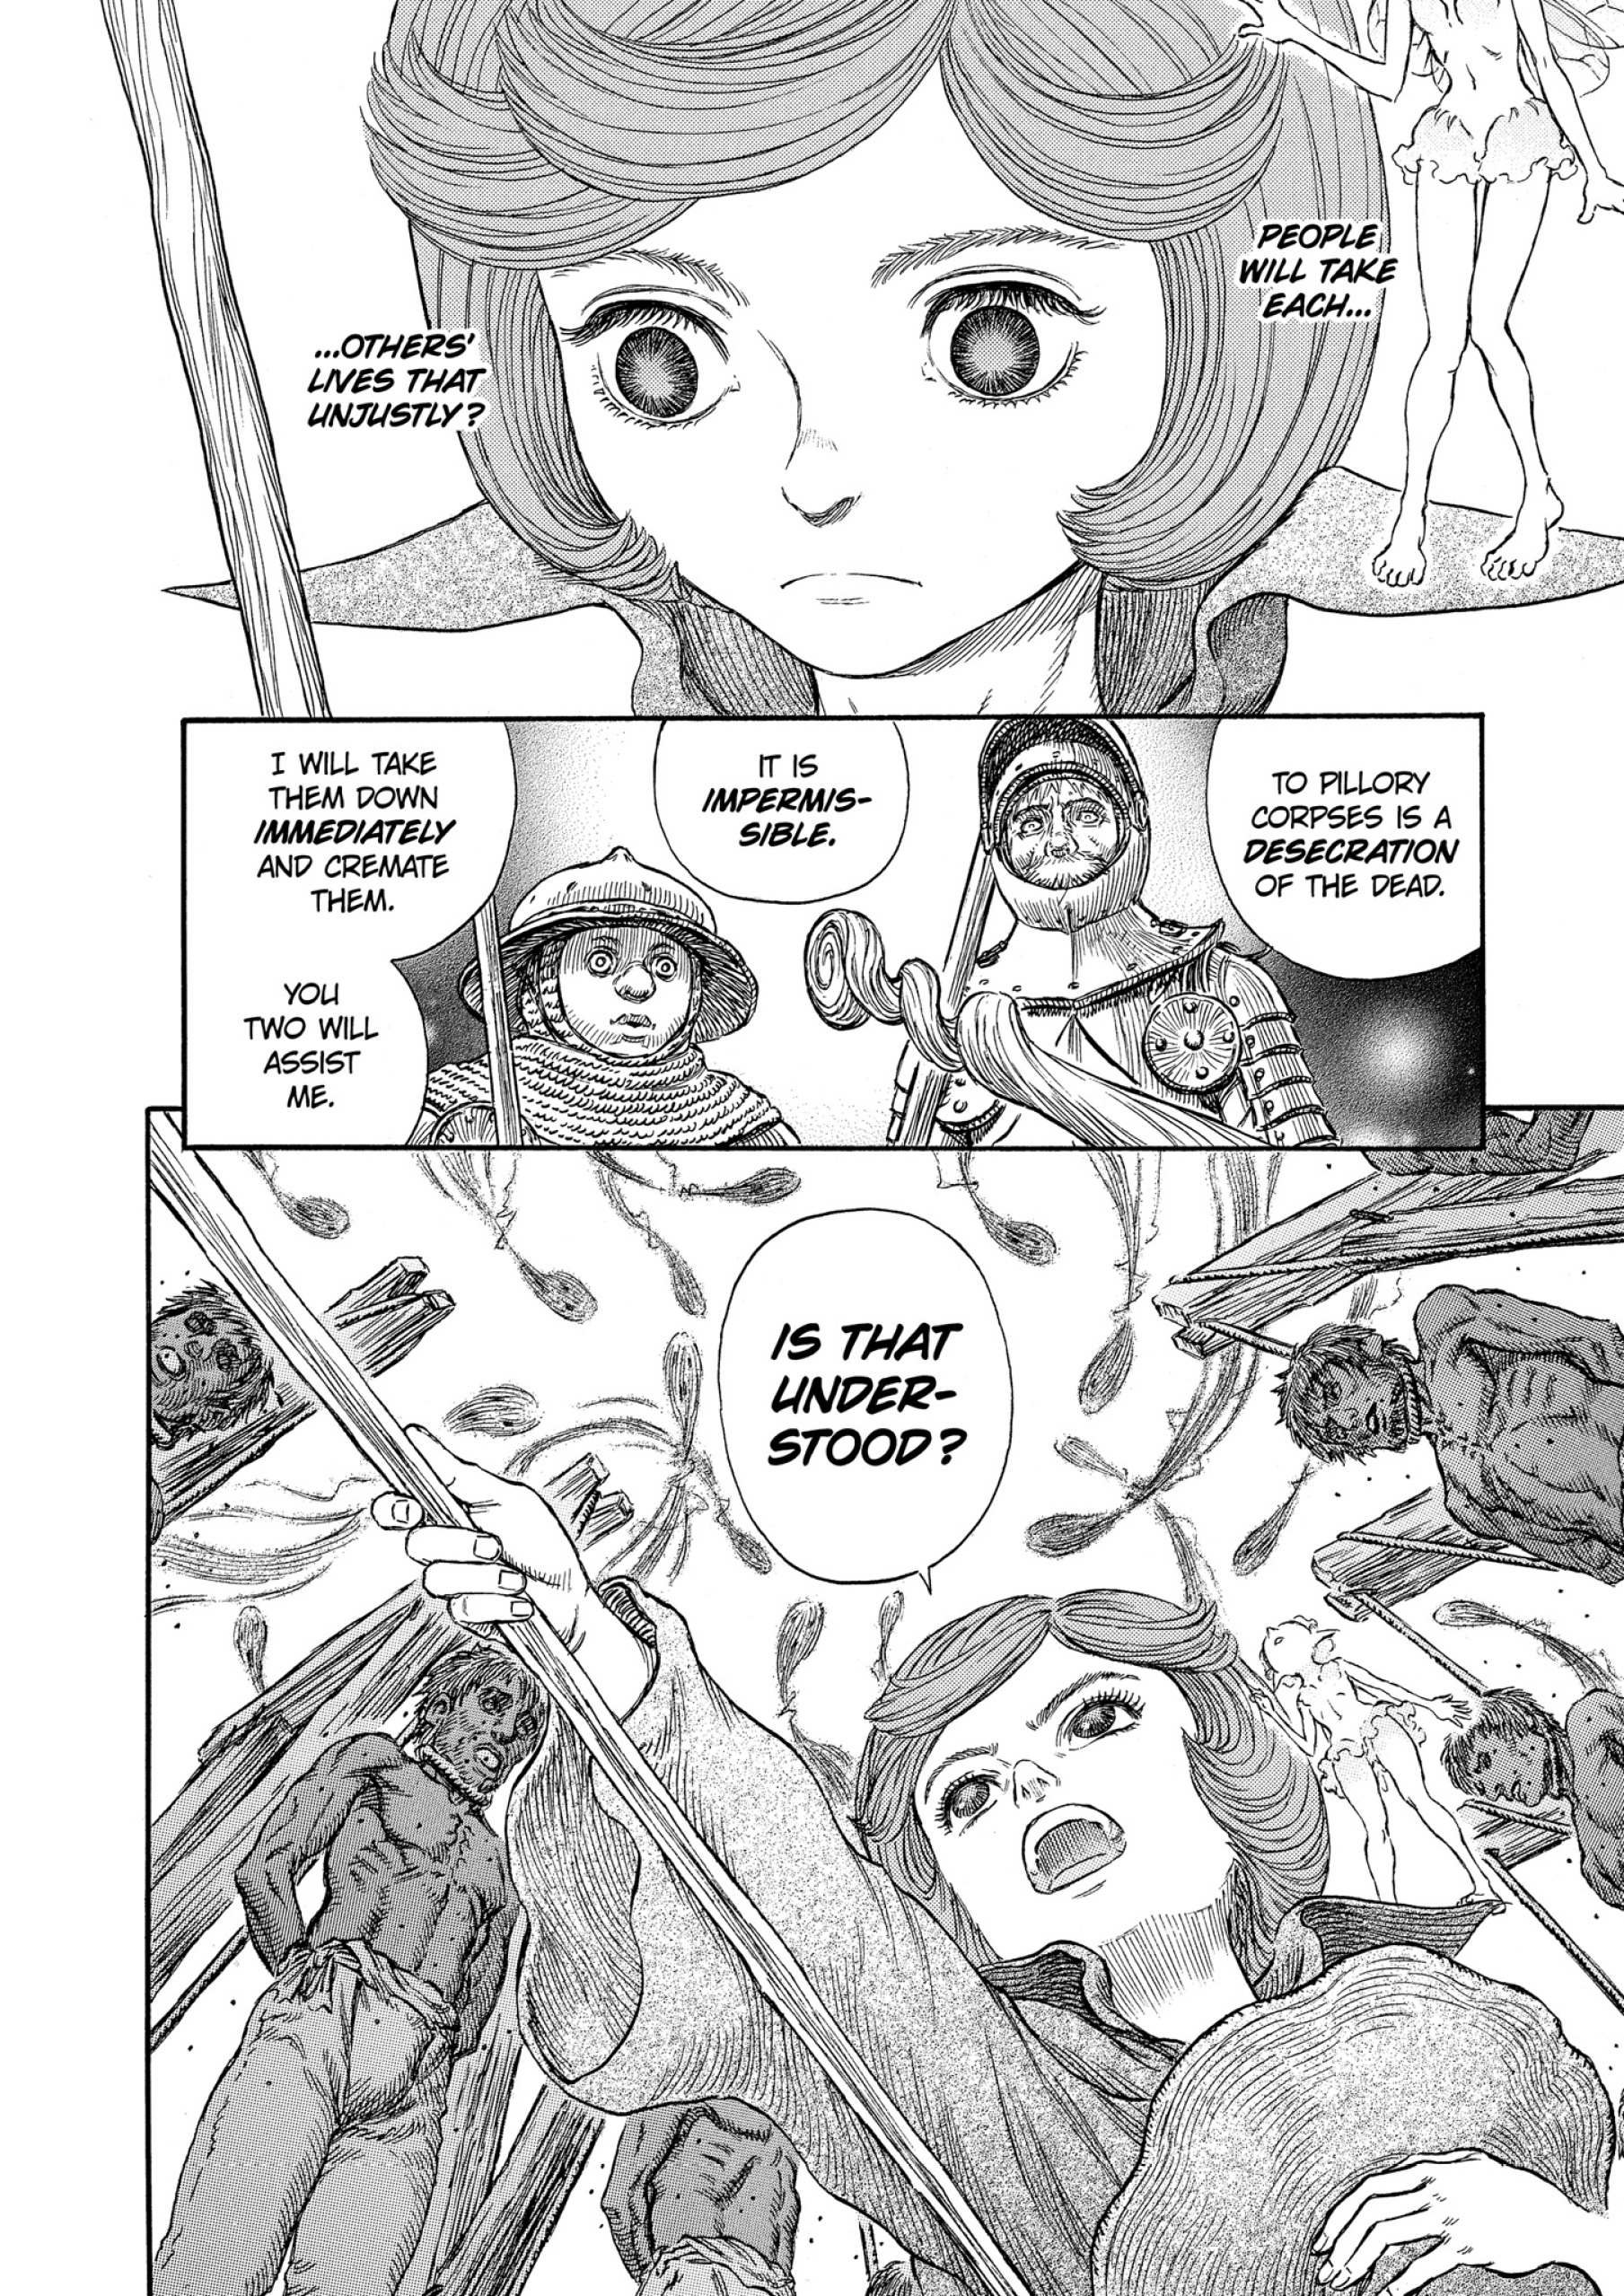 PEOPLE
WILL TAKE
EACH...
...OTHERS'
LIVES THAT
UNJUSTLY?
TO PILLORY
CORPSES IS A
DESECRATION
OF THE DEAD.
IT IS
IMPERMIS-
SIBLE.
I WILL TAKE
THEM DOWN
IMMEDIATELY
AND CREMATE
THEM.
YOU
TWO WILL
ASSIST
ME.
IS THAT
UNDER-
STOOD?